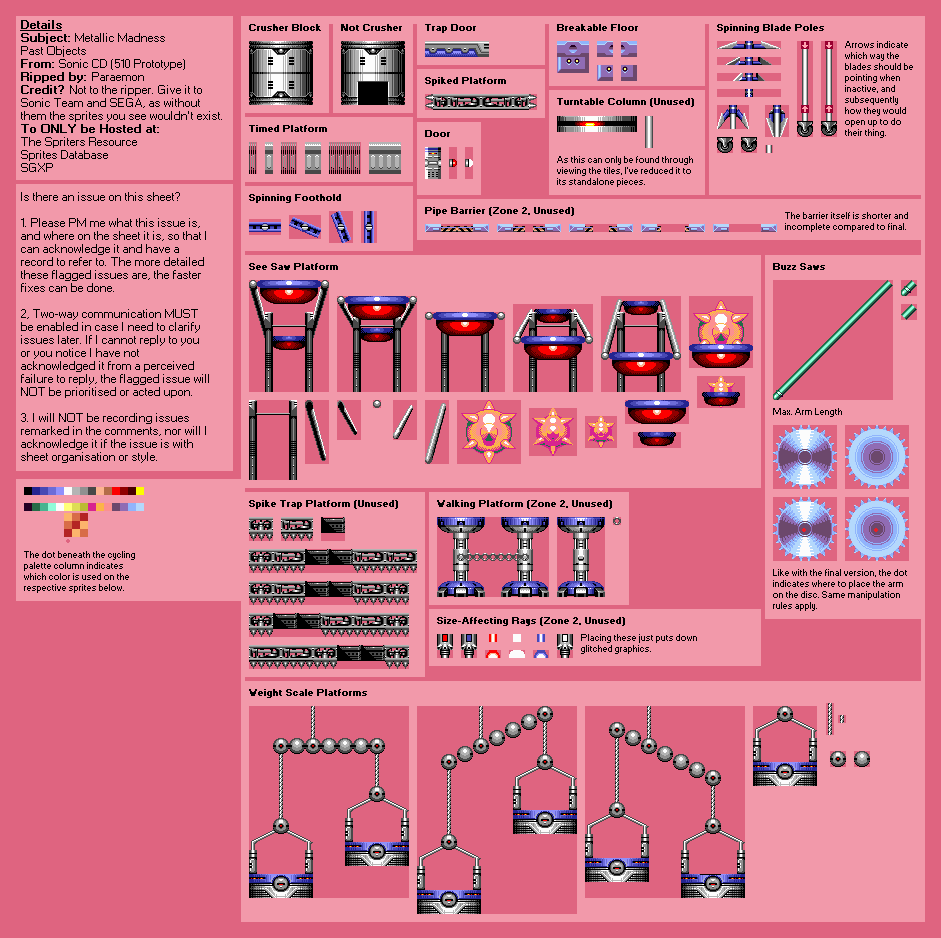 Details
Subject: Metallic Madness
Past Objects
From: Sonic CD (510 Prototype)
Ripped by: Paraemon
Credit? Not to the ripper. Give it to
Sonic Team and SEGA, as without
them the sprites you see wouldn't exist.
To ONLY be Hosted at:
The Spriters Resource
Sprites Database
SGXP
Is there an issue on this sheet?
1. Please PM me what this issue is,
and where on the sheet it is, so that I
can acknowledge it and have a
record to refer to. The more detailed
these flagged issues are, the faster
fixes can be done.
2, Two-way communication MUST
be enabled in case I need to clarify
issues later. If I cannot reply to you
or you notice I have not
acknowledged it from a perceived
failure to reply, the flagged issue will
NOT be prioritised or acted upon.
3. I will NOT be recording issues
remarked in the comments, nor will I
acknowledge it if the issue is with
sheet organisation or style.
The dot beneath the cycling
palette column indicates
which color is used on the
respective sprites below.
Crusher Block
Not Crusher
Trap Door
Breakable Floor
Spinning Blade Poles
Arrows indicate
which way the
blades should be
pointing when
inactive, and
subsequently
how they would
open up to do
their thing.
Spiked Platform
Turntable Column (Unused)
As this can only be found through
viewing the tiles, I've reduced it to
its standalone pieces.
Timed Platform
Door
Spinning Foothold
Pipe Barrier (Zone 2, Unused)
The barrier itself is shorter and
incomplete compared to final.
See Saw Platform
Buzz Saws
Max. Arm Length
Like with the final version, the dot
indicates where to place the arm
on the disc. Same manipulation
rules apply.
Spike Trap Platform (Unused)
Walking Platform (Zone 2, Unused)
Size-Affecting Rays (Zone 2, Unused)
Placing these just puts down
glitched graphics.
Weight Scale Platforms